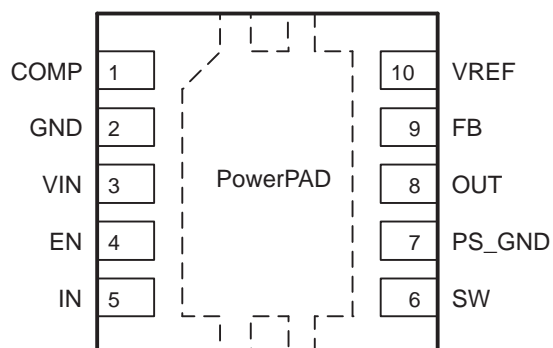 COMP 1 10 VREF
GND 2 9 FB
VIN 3 PowerPAD 8 OUT
EN 4 7 PS_GND
IN 5 6 SW